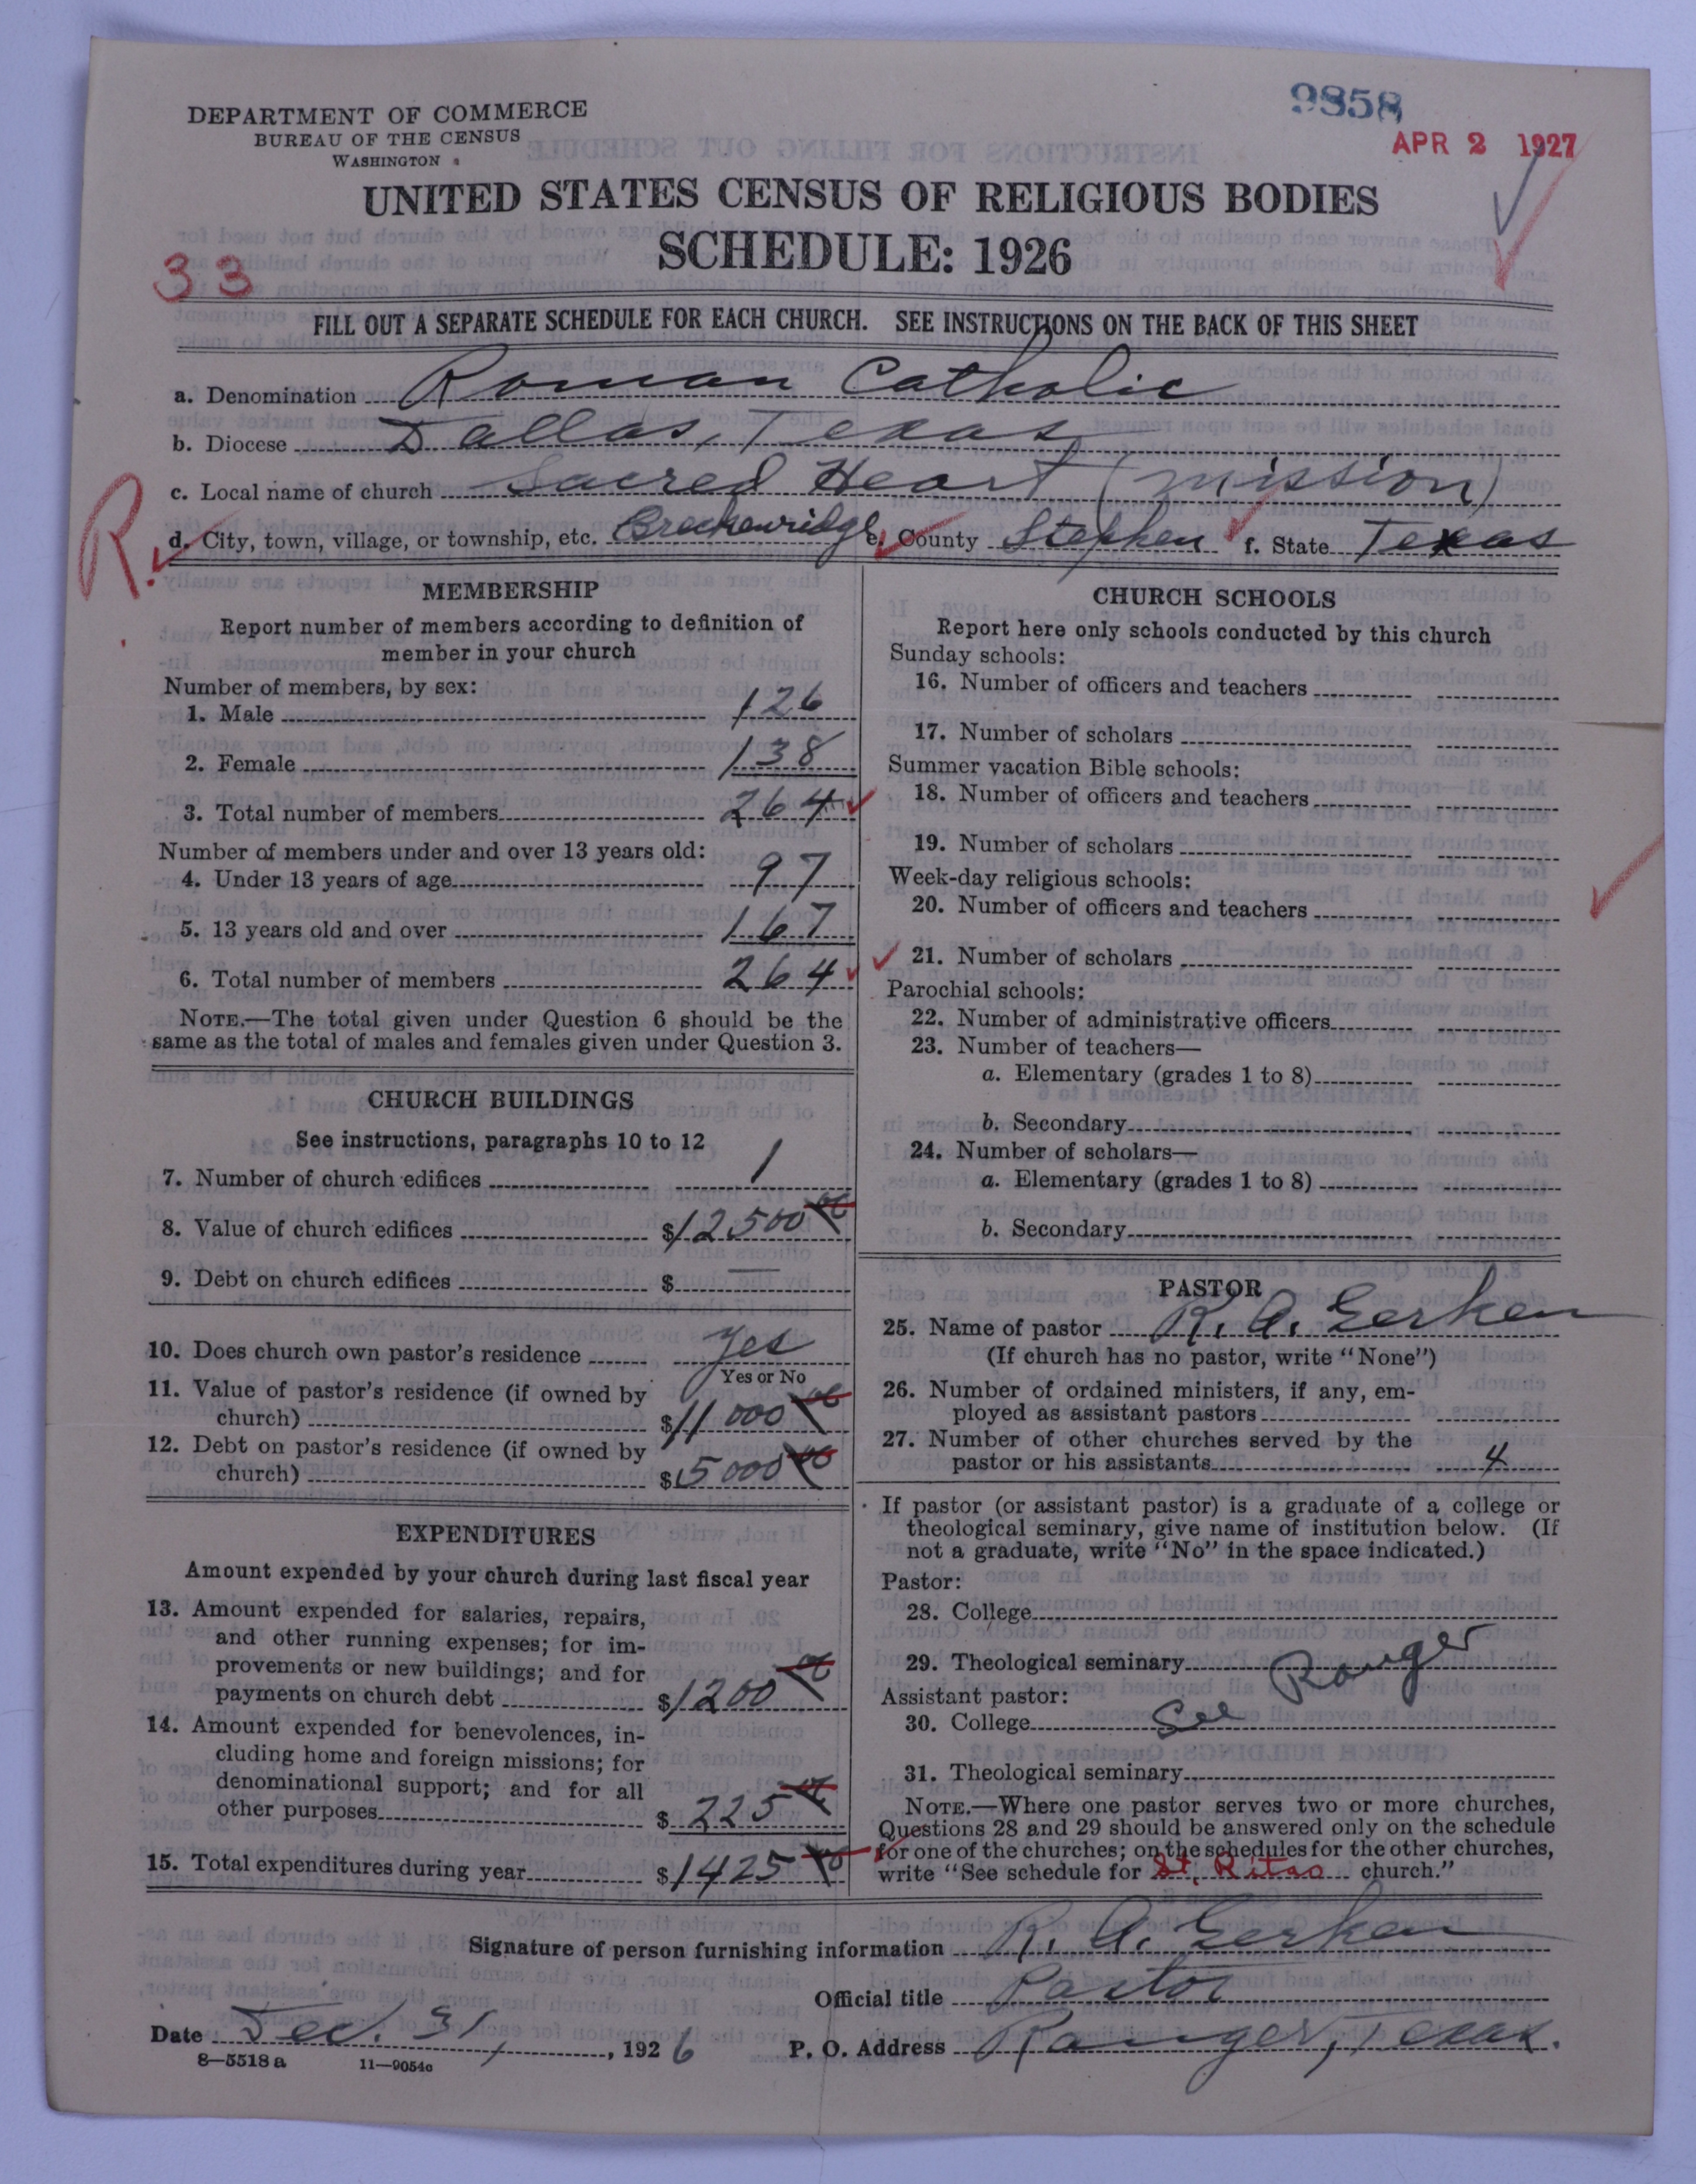 DEPARTMENT OF COMMERCE
BUREAU OF THE CENSUS
WASHINGTON
9858
APR 2 1927
UNITED STATES CENSUS OF RELIGIOUS BODIES
SCHEDULE: 1926
33
FILL OUT A SEPARATE SCHEDULE FOR EACH CHURCH. SEE INSTRUCTIONS ON THE BACK OF THIS SHEET
a. Denomination Roman Catholic
b. Diocese Dallas, Texas
c. Local name of church Sacred Heart (mission)
R.
d. City, town, village, or township, etc. Breckenridge e. County Stephen f. State Texas
MEMBERSHIP
Report number of members according to definition of
member in your church
Number of members, by sex:
1. Male 126
2. Female 138
3. Total number of members 264
Number of members under and over 13 years old:
4. Under 13 years of age 97
5. 13 years old and over 167
6. Total number of members 264
NOTE.—The total given under Question 6 should be the
same as the total of males and females given under Question 3.
CHURCH BUILDINGS
See instructions, paragraphs 10 to 12
7. Number of church edifices 1
8. Value of church edifices $12500
9. Debt on church edifices $ —
10. Does church own pastor's residence Yes
Yes or No
11. Value of pastor's residence (if owned by
church) $11000
12. Debt on pastor's residence (if owned by
church) $5000
EXPENDITURES
Amount expended by your church during last fiscal year
13. Amount expended for salaries, repairs,
and other running expenses; for im-
provements or new buildings; and for
payments on church debt $1200
14. Amount expended for benevolences, in-
cluding home and foreign missions; for
denominational support; and for all
other purposes $225
15. Total expenditures during year $1425
CHURCH SCHOOLS
Report here only schools conducted by this church
Sunday schools:
16. Number of officers and teachers
17. Number of scholars
Summer vacation Bible schools:
18. Number of officers and teachers
19. Number of scholars
Week-day religious schools:
20. Number of officers and teachers
21. Number of scholars
Parochial schools:
22. Number of administrative officers
23. Number of teachers—
a. Elementary (grades 1 to 8)
b. Secondary
24. Number of scholars—
a. Elementary (grades 1 to 8)
b. Secondary
PASTOR
25. Name of pastor R. A. Gerken
(If church has no pastor, write "None")
26. Number of ordained ministers, if any, em-
ployed as assistant pastors
27. Number of other churches served by the
pastor or his assistants 4
If pastor (or assistant pastor) is a graduate of a college or
theological seminary, give name of institution below. (If
not a graduate, write "No" in the space indicated.)
Pastor:
28. College
29. Theological seminary
Assistant pastor:
30. College See Ranger
31. Theological seminary
NOTE.—Where one pastor serves two or more churches,
Questions 28 and 29 should be answered only on the schedule
for one of the churches; on the schedules for the other churches,
write "See schedule for St. Ritas church."
Signature of person furnishing information R. A. Gerken
Official title Pastor
Date Dec. 31, 1926 P. O. Address Ranger, Texas.
8—5518 a 11—9054c